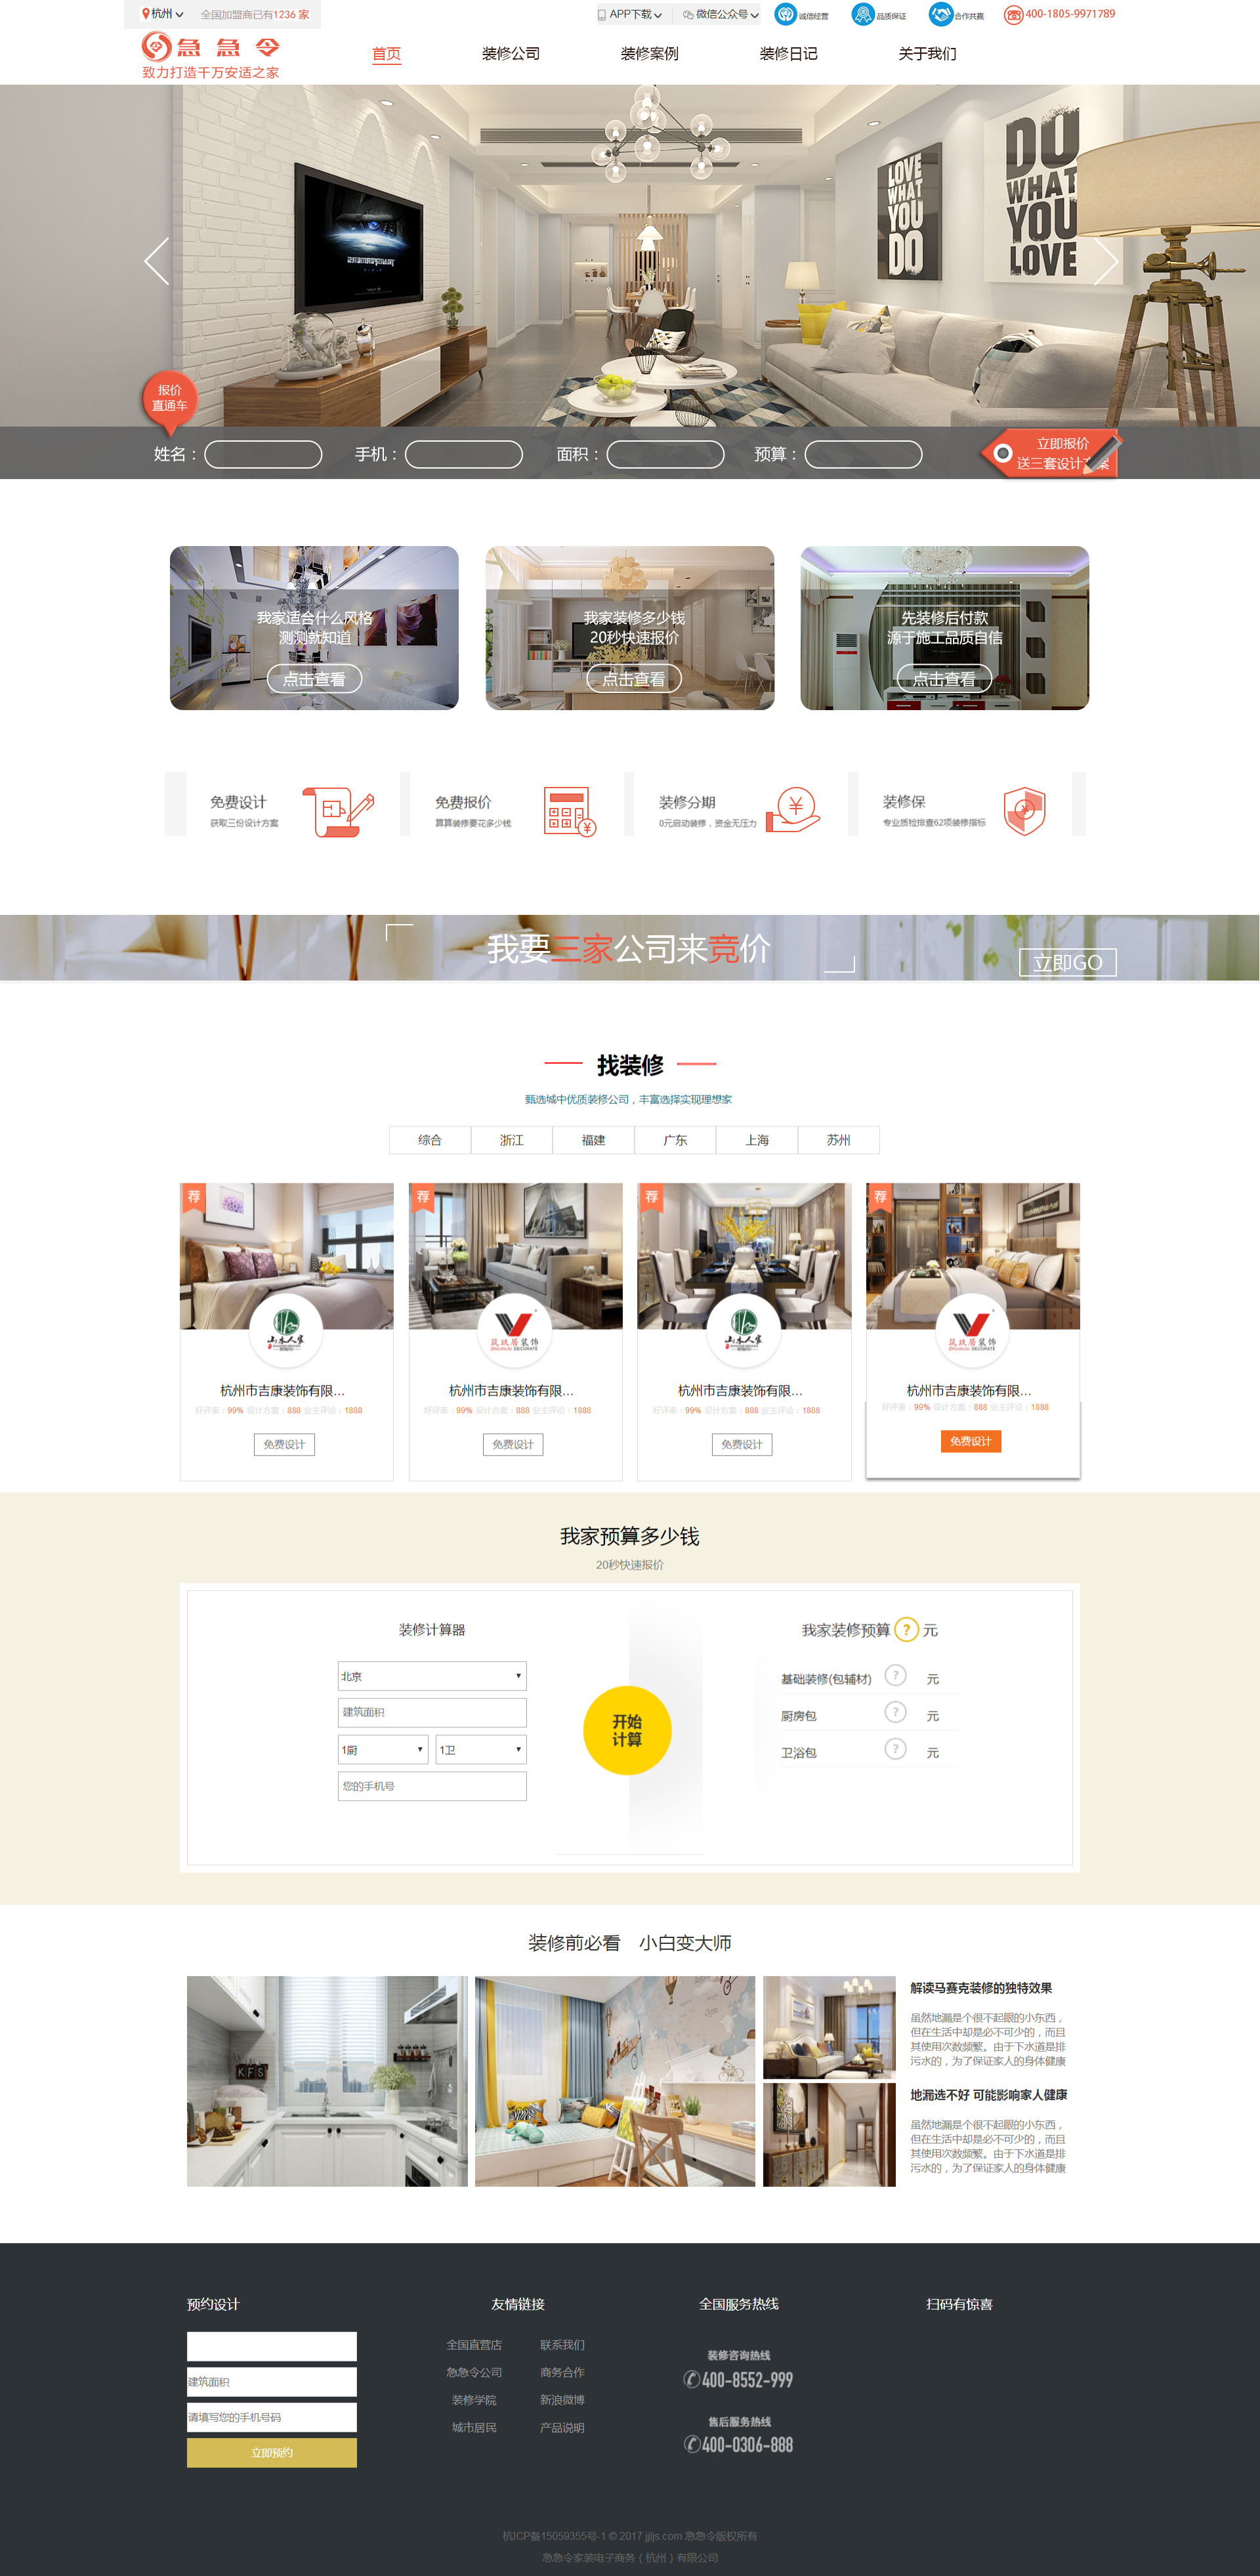 杭州
全国加盟商已有1236 家
APP下载
微信公众号
诚信经营
品质保证
合作共赢
400-1805-9971789
急急令
致力打造千万安适之家
首页
装修公司
装修案例
装修日记
关于我们
LOVE
WHAT
YOU
DO
DO
WHAT
YOU
LOVE
报价
直通车
姓名：
手机：
面积：
预算：
立即报价
送三套设计方案
我家适合什么风格
测测就知道
点击查看
我家装修多少钱
20秒快速报价
点击查看
先装修后付款
源于施工品质自信
点击查看
免费设计
获取三份设计方案
免费报价
算算装修要花多少钱
装修分期
0元启动装修，资金无压力
装修保
专业质检排查62项装修指标
我要三家公司来竞价
立即GO
找装修
甄选城中优质装修公司，丰富选择实现理想家
综合
浙江
福建
广东
上海
苏州
荐
山水人家
杭州市吉康装饰有限...
好评率：99% 设计方案：888 业主评论：1888
免费设计
荐
筑玖居装饰
ZHUJIUJU DECORATE
杭州市吉康装饰有限...
好评率：99% 设计方案：888 业主评论：1888
免费设计
荐
山水人家
杭州市吉康装饰有限...
好评率：99% 设计方案：888 业主评论：1888
免费设计
荐
筑玖居装饰
ZHUJIUJU DECORATE
杭州市吉康装饰有限...
好评率：99% 设计方案：888 业主评论：1888
免费设计
我家预算多少钱
20秒快速报价
装修计算器
北京
建筑面积
1厨
1卫
您的手机号
开始
计算
我家装修预算 ? 元
基础装修(包辅材) ? 元
厨房包 ? 元
卫浴包 ? 元
装修前必看 小白变大师
KFS
解读马赛克装修的独特效果
虽然地漏是个很不起眼的小东西，
但在生活中却是必不可少的，而且
其使用次数频繁。由于下水道是排
污水的，为了保证家人的身体健康
地漏选不好 可能影响家人健康
虽然地漏是个很不起眼的小东西，
但在生活中却是必不可少的，而且
其使用次数频繁。由于下水道是排
污水的，为了保证家人的身体健康
预约设计
建筑面积
请填写您的手机号码
立即预约
友情链接
全国直营店
联系我们
急急令公司
商务合作
装修学院
新浪微博
城市居民
产品说明
全国服务热线
装修咨询热线
400-8552-999
售后服务热线
400-0306-888
扫码有惊喜
杭ICP备15059355号-1 © 2017 jjljs.com 急急令版权所有
急急令家装电子商务（杭州）有限公司